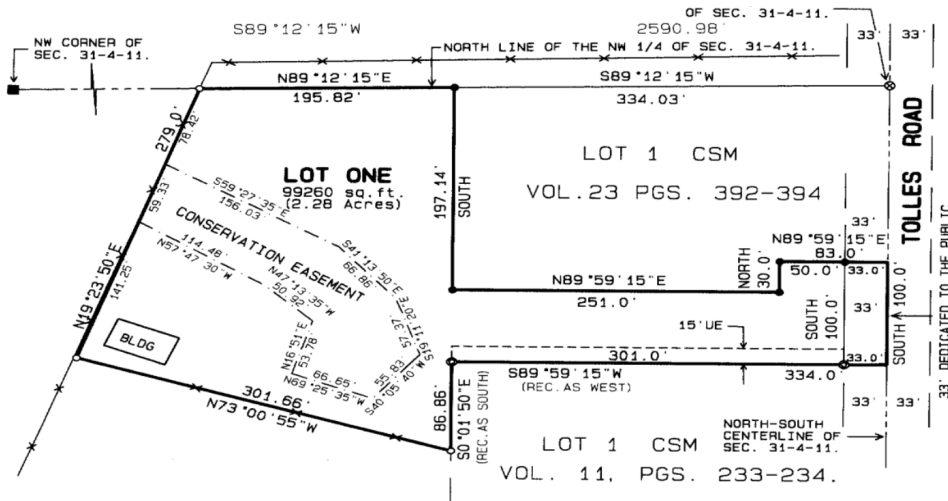 OF SEC. 31-4-11.
S89°12'15"W
2590.98'
33'
33'
NW CORNER OF
SEC. 31-4-11.
NORTH LINE OF THE NW 1/4 OF SEC. 31-4-11.
N89°12'15"E
195.82'
S89°12'15"W
334.03'
279.0'
78.42'
59.33'
N19°23'50"E
141.25'
LOT ONE
99260 sq.ft.
(2.28 Acres)
197.14'
SOUTH
LOT 1 CSM
VOL.23 PGS. 392-394
TOLLES ROAD
S59°27'35"E
156.03'
CONSERVATION EASEMENT
114.46'
N57°47'30"W
N47°13'35"W
50.92'
S41°13'50"E
66.86'
57.37'
N16°51'E
53.78
66.65'
N69°25'35"W
55.83'
S40°05'40"W
BLDG
33'
N89°59'15"E
83.0'
50.0'
33.0'
NORTH
30.0'
N89°59'15"E
251.0'
SOUTH
100.0'
33'
SOUTH 100.0'
33' DEDICATED TO THE PUBLIC
15'UE
301.0'
33.0'
S89°59'15"W
(REC.AS WEST)
334.0'
301.66'
N73°00'55"W
86.86'
S0°01'50"E
(REC.AS SOUTH)
33'
33'
NORTH-SOUTH
CENTERLINE OF
SEC. 31-4-11.
LOT 1 CSM
VOL. 11, PGS. 233-234.